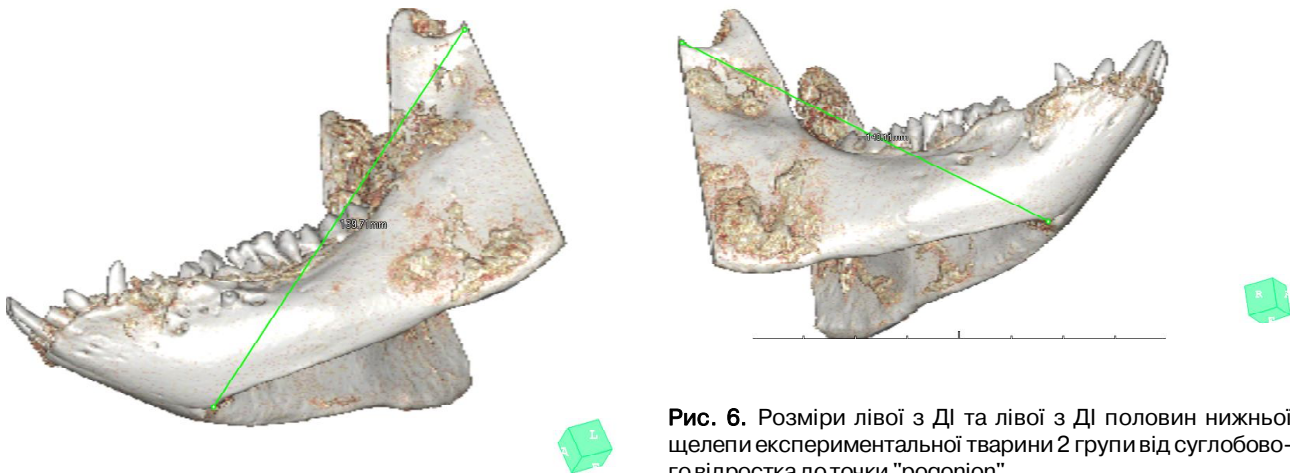 139.71mm
L
A
R
Рис. 6. Розміри лівої з ДІ та лівої з ДІ половин нижньої
щелепи експериментальної тварини 2 групи від суглобово-
го відростка до точки "pogonion"